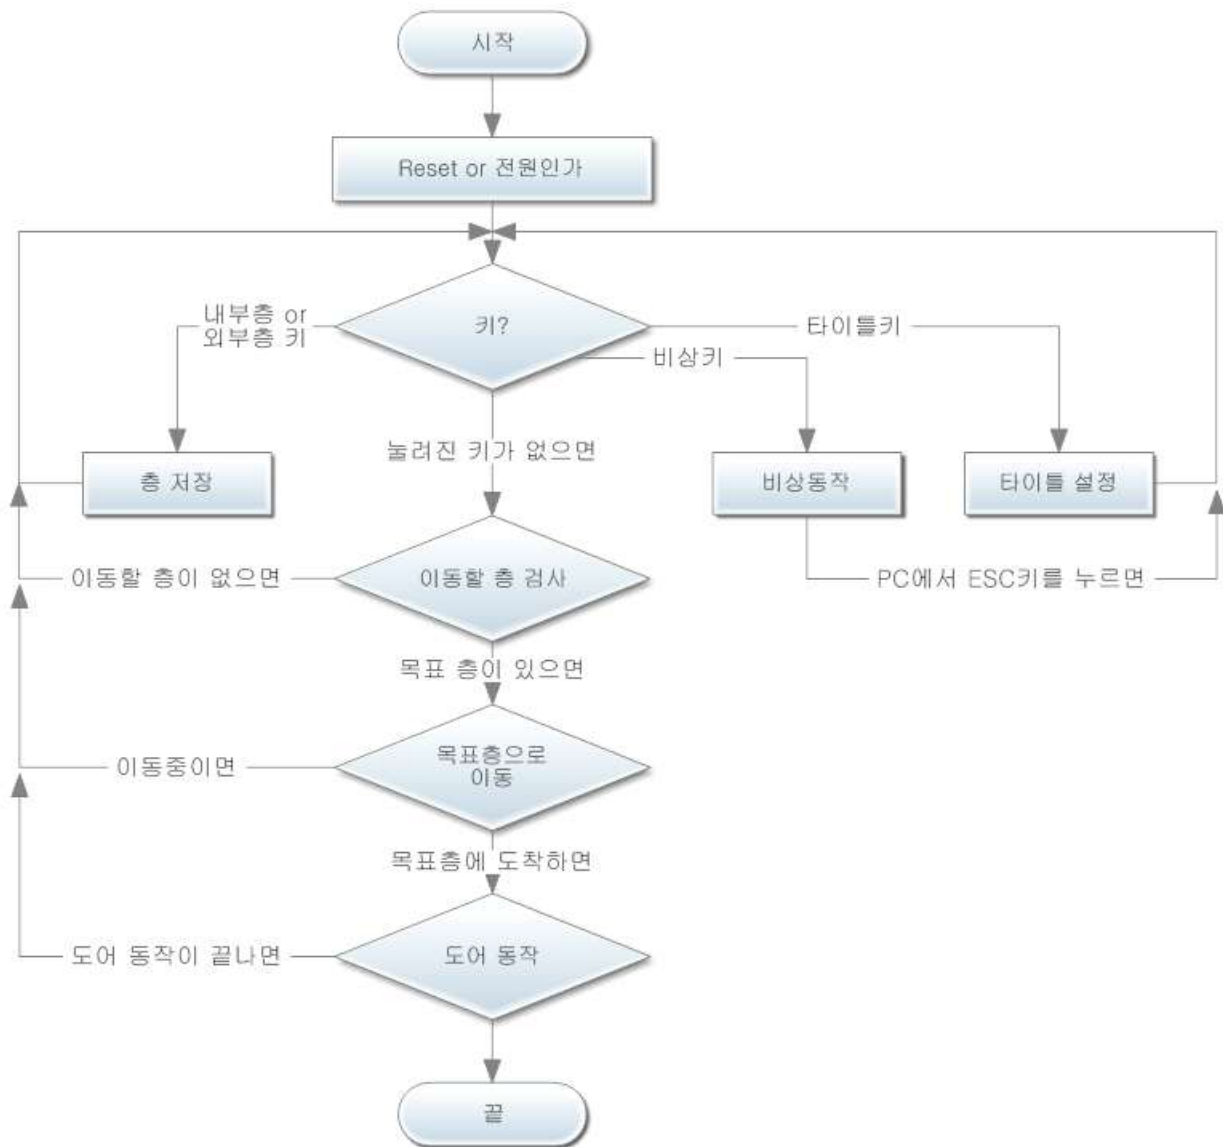 시작
Reset or 전원인가
키?
내부층 or
외부층 키
타이틀키
비상키
눌려진 키가 없으면
층 저장
비상동작
타이틀 설정
이동할 층이 없으면
이동할 층 검사
PC에서 ESC키를 누르면
목표 층이 있으면
이동중이면
목표층으로
이동
목표층에 도착하면
도어 동작이 끝나면
도어 동작
끝